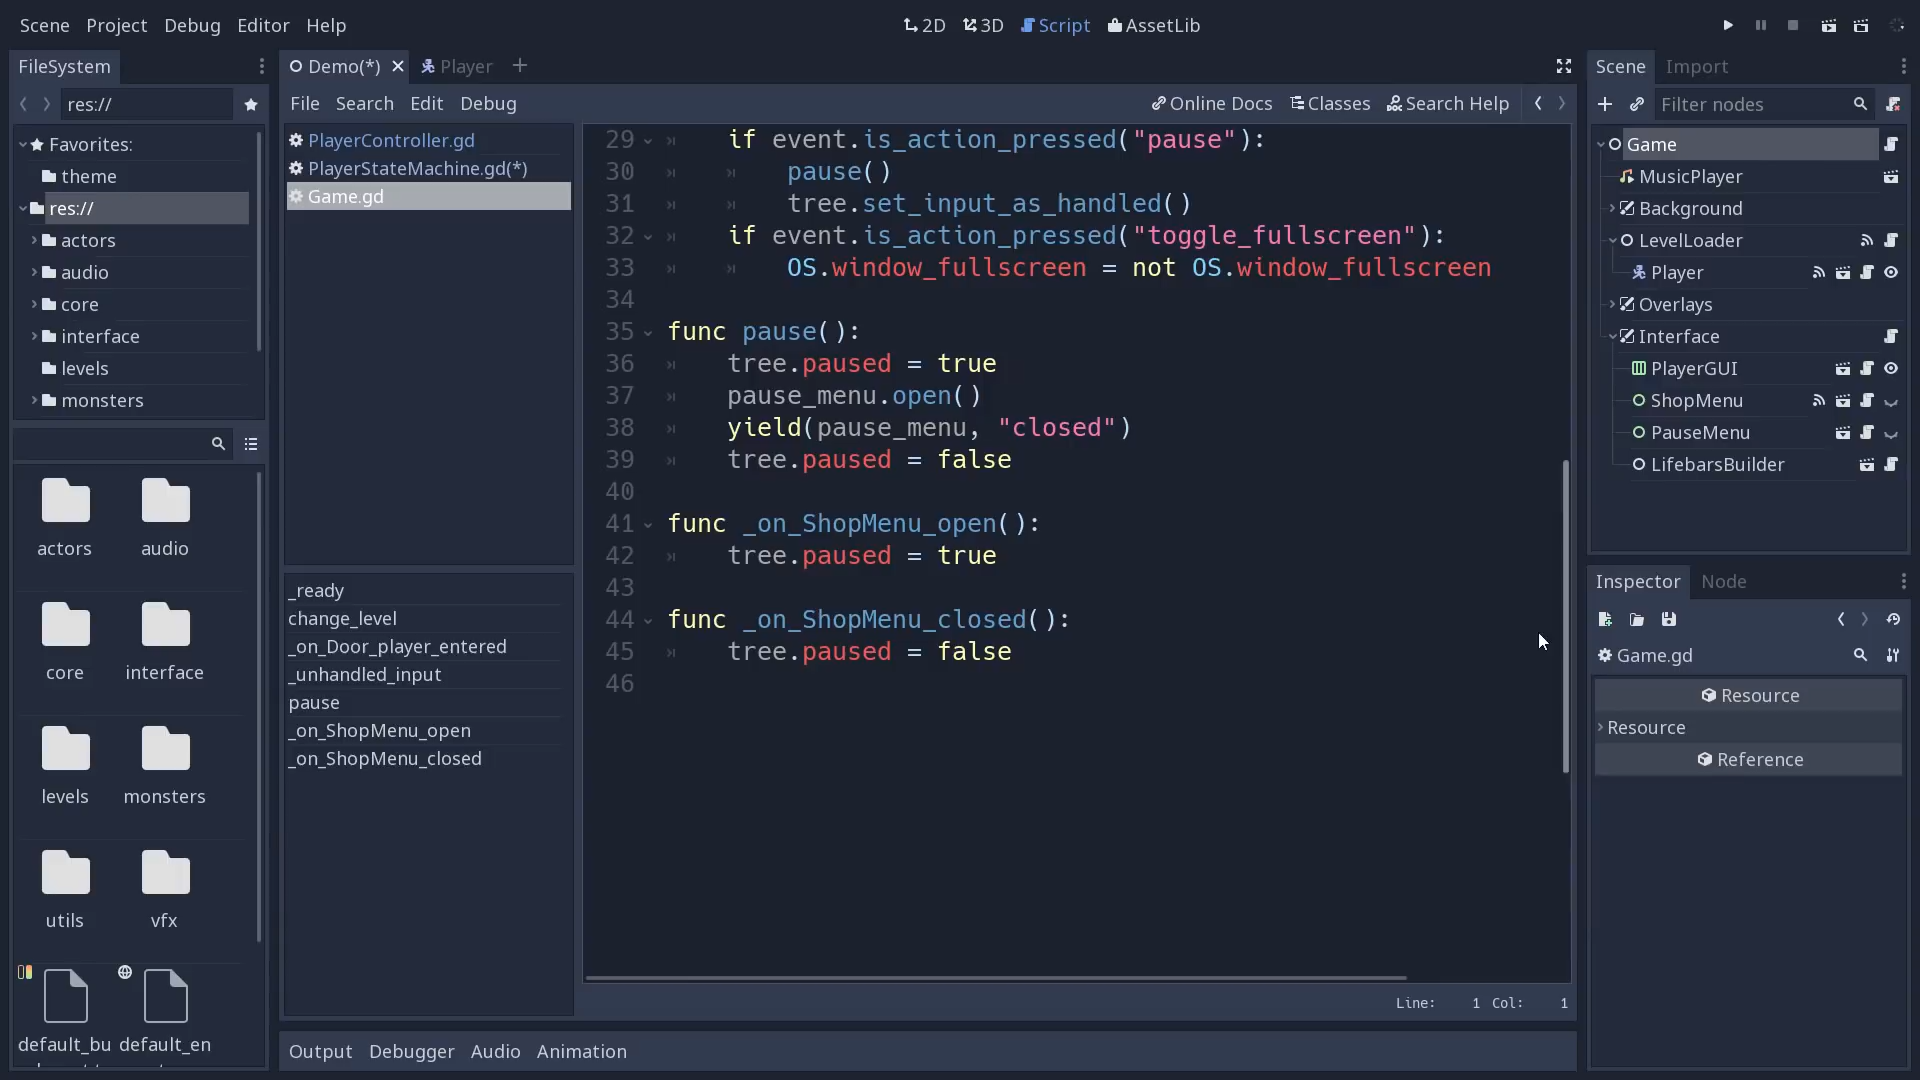 Scene Project Debug Editor Help
2D 3D Script AssetLib
FileSystem
res://
Favorites:
theme
res://
actors
audio
core
interface
levels
monsters
actors audio
core interface
levels monsters
utils vfx
default_bu default_en
Demo(*) Player
File Search Edit Debug
Online Docs Classes Search Help
PlayerController.gd
PlayerStateMachine.gd(*)
Game.gd
_ready
change_level
_on_Door_player_entered
_unhandled_input
pause
_on_ShopMenu_open
_on_ShopMenu_closed
29 if event.is_action_pressed("pause"):
30 pause()
31 tree.set_input_as_handled()
32 if event.is_action_pressed("toggle_fullscreen"):
33 OS.window_fullscreen = not OS.window_fullscreen
34
35 func pause():
36 tree.paused = true
37 pause_menu.open()
38 yield(pause_menu, "closed")
39 tree.paused = false
40
41 func _on_ShopMenu_open():
42 tree.paused = true
43
44 func _on_ShopMenu_closed():
45 tree.paused = false
46
Line: 1 Col: 1
Output Debugger Audio Animation
Scene Import
Filter nodes
Game
MusicPlayer
Background
LevelLoader
Player
Overlays
Interface
PlayerGUI
ShopMenu
PauseMenu
LifebarsBuilder
Inspector Node
Game.gd
Resource
Resource
Reference